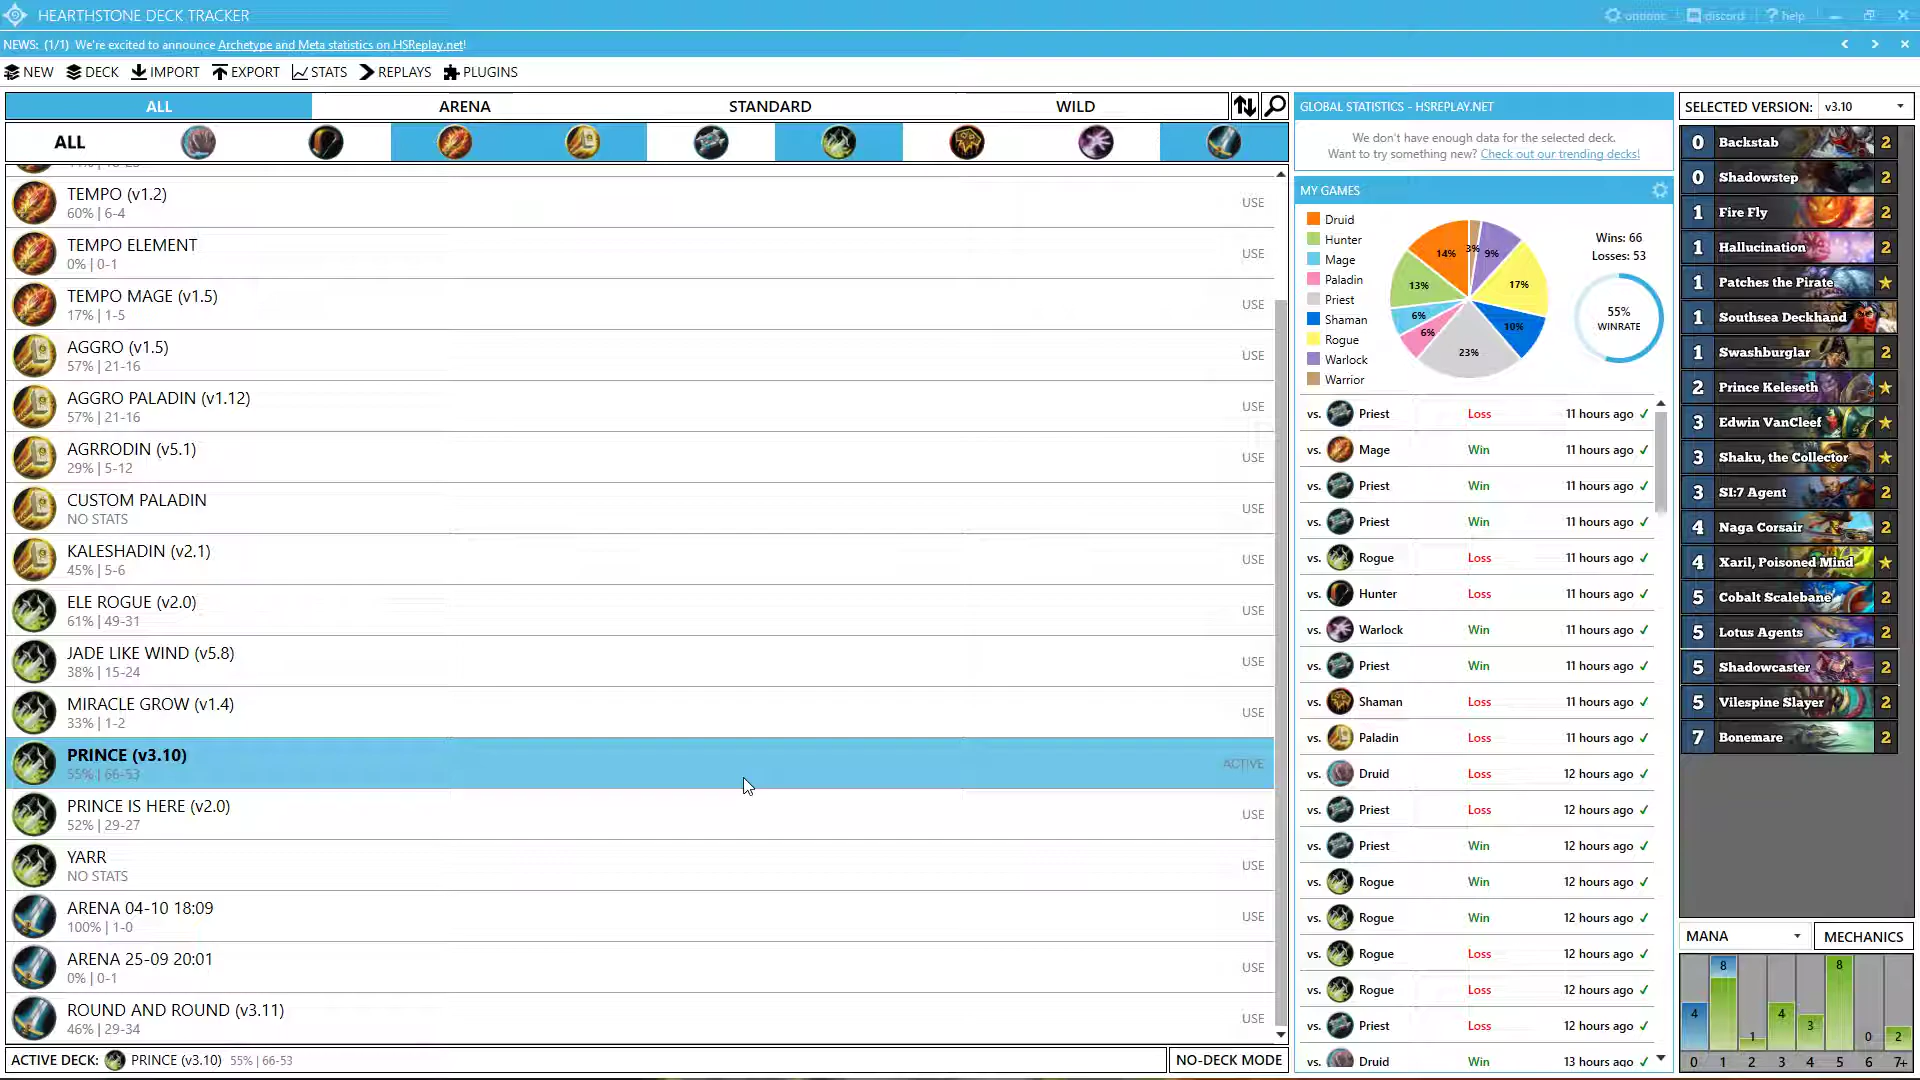 HEARTHSTONE DECK TRACKER
options discord ? help
NEWS: (1/1) We're excited to announce Archetype and Meta statistics on HSReplay.net!
NEW DECK IMPORT EXPORT STATS REPLAYS PLUGINS
ALL ARENA STANDARD WILD
ALL
TEMPO (v1.2)
60% | 6-4
USE
TEMPO ELEMENT
0% | 0-1
USE
TEMPO MAGE (v1.5)
17% | 1-5
USE
AGGRO (v1.5)
57% | 21-16
USE
AGGRO PALADIN (v1.12)
57% | 21-16
USE
AGRRODIN (v5.1)
29% | 5-12
USE
CUSTOM PALADIN
NO STATS
USE
KALESHADIN (v2.1)
45% | 5-6
USE
ELE ROGUE (v2.0)
61% | 49-31
USE
JADE LIKE WIND (v5.8)
38% | 15-24
USE
MIRACLE GROW (v1.4)
33% | 1-2
USE
PRINCE (v3.10)
55% | 66-53
ACTIVE
PRINCE IS HERE (v2.0)
52% | 29-27
USE
YARR
NO STATS
USE
ARENA 04-10 18:09
100% | 1-0
USE
ARENA 25-09 20:01
0% | 0-1
USE
ROUND AND ROUND (v3.11)
46% | 29-34
USE
ACTIVE DECK: PRINCE (v3.10) 55% | 66-53
NO-DECK MODE
GLOBAL STATISTICS - HSREPLAY.NET
We don't have enough data for the selected deck.
Want to try something new? Check out our trending decks!
MY GAMES
Druid
Hunter
Mage
Paladin
Priest
Shaman
Rogue
Warlock
Warrior
3%
9%
14%
17%
13%
6%
6%
10%
23%
Wins: 66
Losses: 53
55%
WINRATE
vs. Priest Loss 11 hours ago ✓
vs. Mage Win 11 hours ago ✓
vs. Priest Win 11 hours ago ✓
vs. Priest Win 11 hours ago ✓
vs. Rogue Loss 11 hours ago ✓
vs. Hunter Loss 11 hours ago ✓
vs. Warlock Win 11 hours ago ✓
vs. Priest Win 11 hours ago ✓
vs. Shaman Loss 11 hours ago ✓
vs. Paladin Loss 11 hours ago ✓
vs. Druid Loss 12 hours ago ✓
vs. Priest Loss 12 hours ago ✓
vs. Priest Win 12 hours ago ✓
vs. Rogue Win 12 hours ago ✓
vs. Rogue Win 12 hours ago ✓
vs. Rogue Loss 12 hours ago ✓
vs. Rogue Loss 12 hours ago ✓
vs. Priest Loss 12 hours ago ✓
vs. Druid Win 13 hours ago ✓
SELECTED VERSION: v3.10
0 Backstab 2
0 Shadowstep 2
1 Fire Fly 2
1 Hallucination 2
1 Patches the Pirate ★
1 Southsea Deckhand
1 Swashburglar 2
2 Prince Keleseth ★
3 Edwin VanCleef ★
3 Shaku, the Collector ★
3 SI:7 Agent 2
4 Naga Corsair 2
4 Xaril, Poisoned Mind ★
5 Cobalt Scalebane 2
5 Lotus Agents 2
5 Shadowcaster 2
5 Vilespine Slayer 2
7 Bonemare 2
MANA MECHANICS
4 8 1 4 3 8 0 2
0 1 2 3 4 5 6 7+